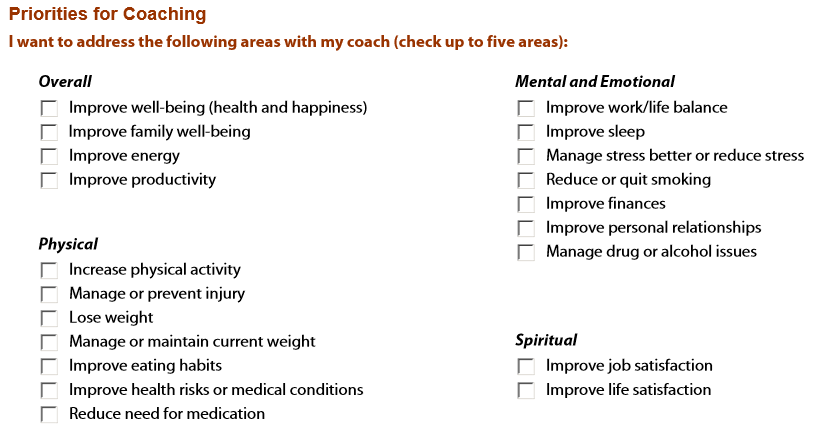 Priorities for Coaching
I want to address the following areas with my coach (check up to five areas):
Overall
Improve well-being (health and happiness)
Improve family well-being
Improve energy
Improve productivity
Physical
Increase physical activity
Manage or prevent injury
Lose weight
Manage or maintain current weight
Improve eating habits
Improve health risks or medical conditions
Reduce need for medication
Mental and Emotional
Improve work/life balance
Improve sleep
Manage stress better or reduce stress
Reduce or quit smoking
Improve finances
Improve personal relationships
Manage drug or alcohol issues
Spiritual
Improve job satisfaction
Improve life satisfaction